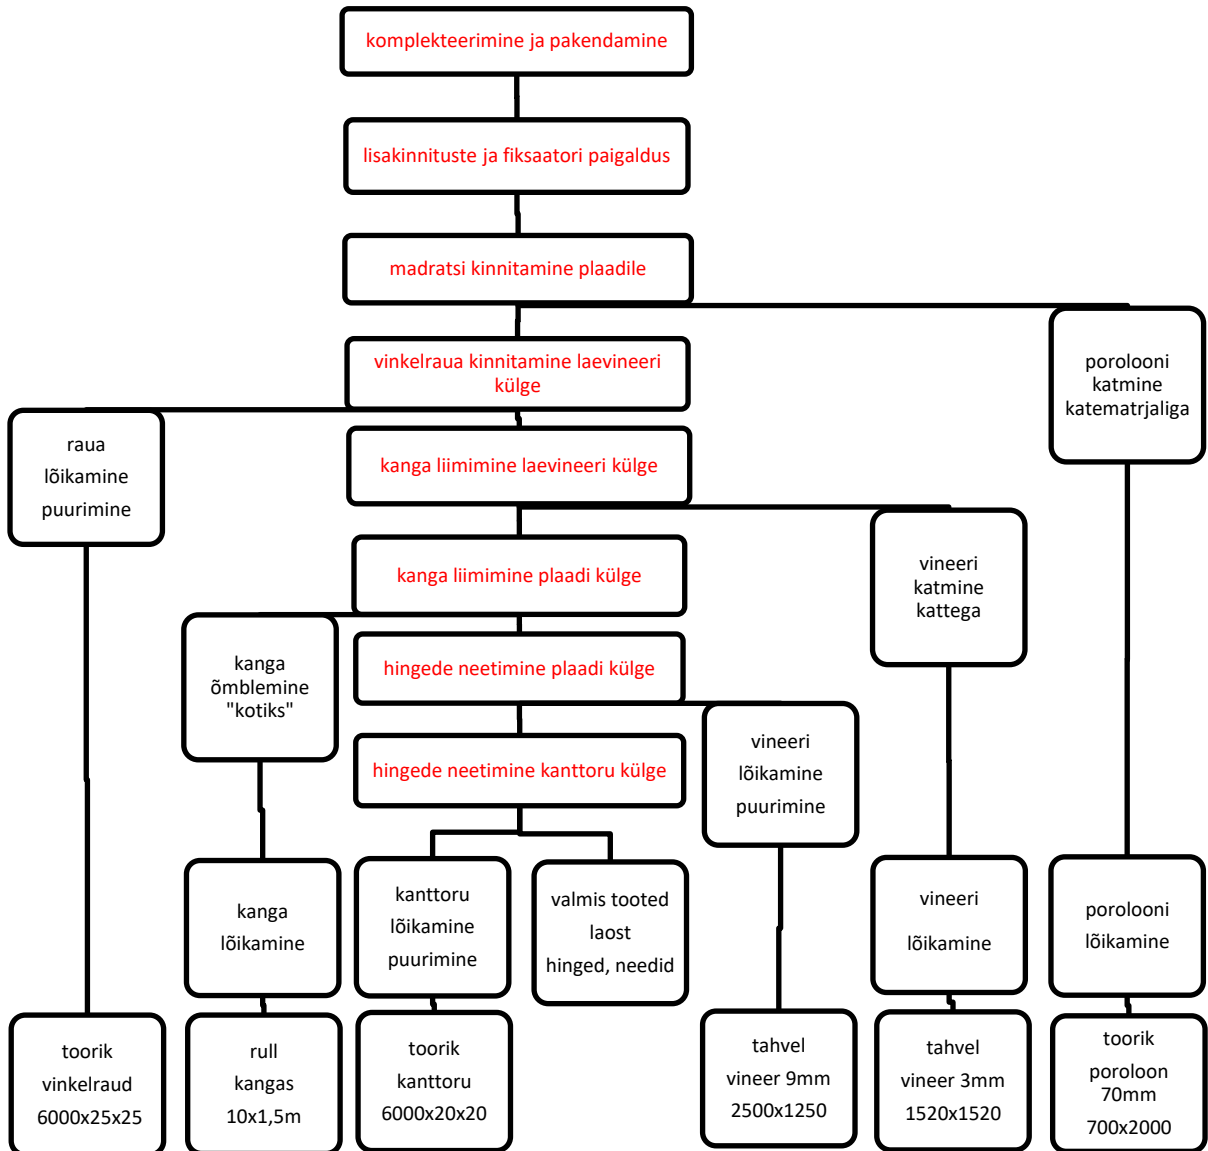 komplekteerimine ja pakendamine
lisakinnituste ja fiksaatori paigaldus
madratsi kinnitamine plaadile
vinkelraua kinnitamine laevineeri
külge
porolooni
katmine
katematrjaliga
raua
lõikamine
puurimine
kanga liimimine laevineeri külge
kanga liimimine plaadi külge
vineeri
katmine
kattega
kanga
õmblemine
"kotiks"
hingede neetimine plaadi külge
hingede neetimine kanttoru külge
vineeri
lõikamine
puurimine
kanga
lõikamine
kanttoru
lõikamine
puurimine
valmis tooted
laost
hinged, needid
vineeri
lõikamine
porolooni
lõikamine
toorik
vinkelraud
6000x25x25
rull
kangas
10x1,5m
toorik
kanttoru
6000x20x20
tahvel
vineer 9mm
2500x1250
tahvel
vineer 3mm
1520x1520
toorik
poroloon
70mm
700x2000